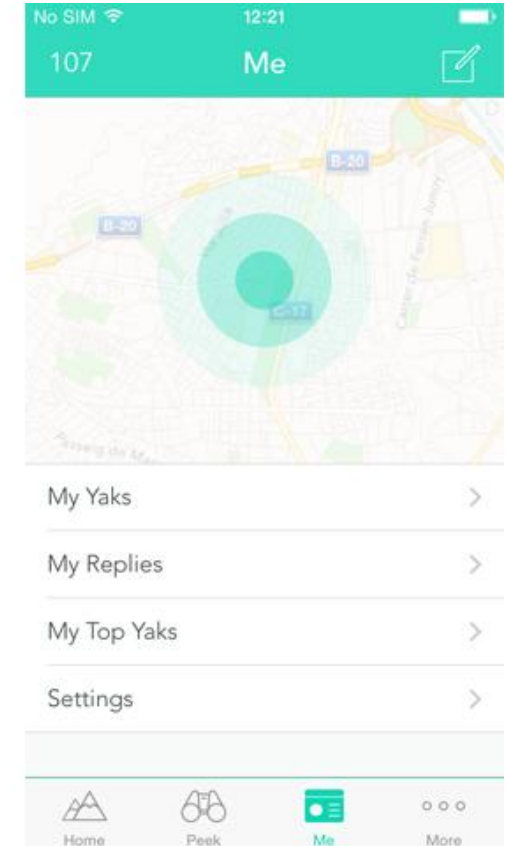 No SIM 12:21
107 Me
B-20
B-20
C-17
My Yaks
My Replies
My Top Yaks
Settings
Home Peek Me More